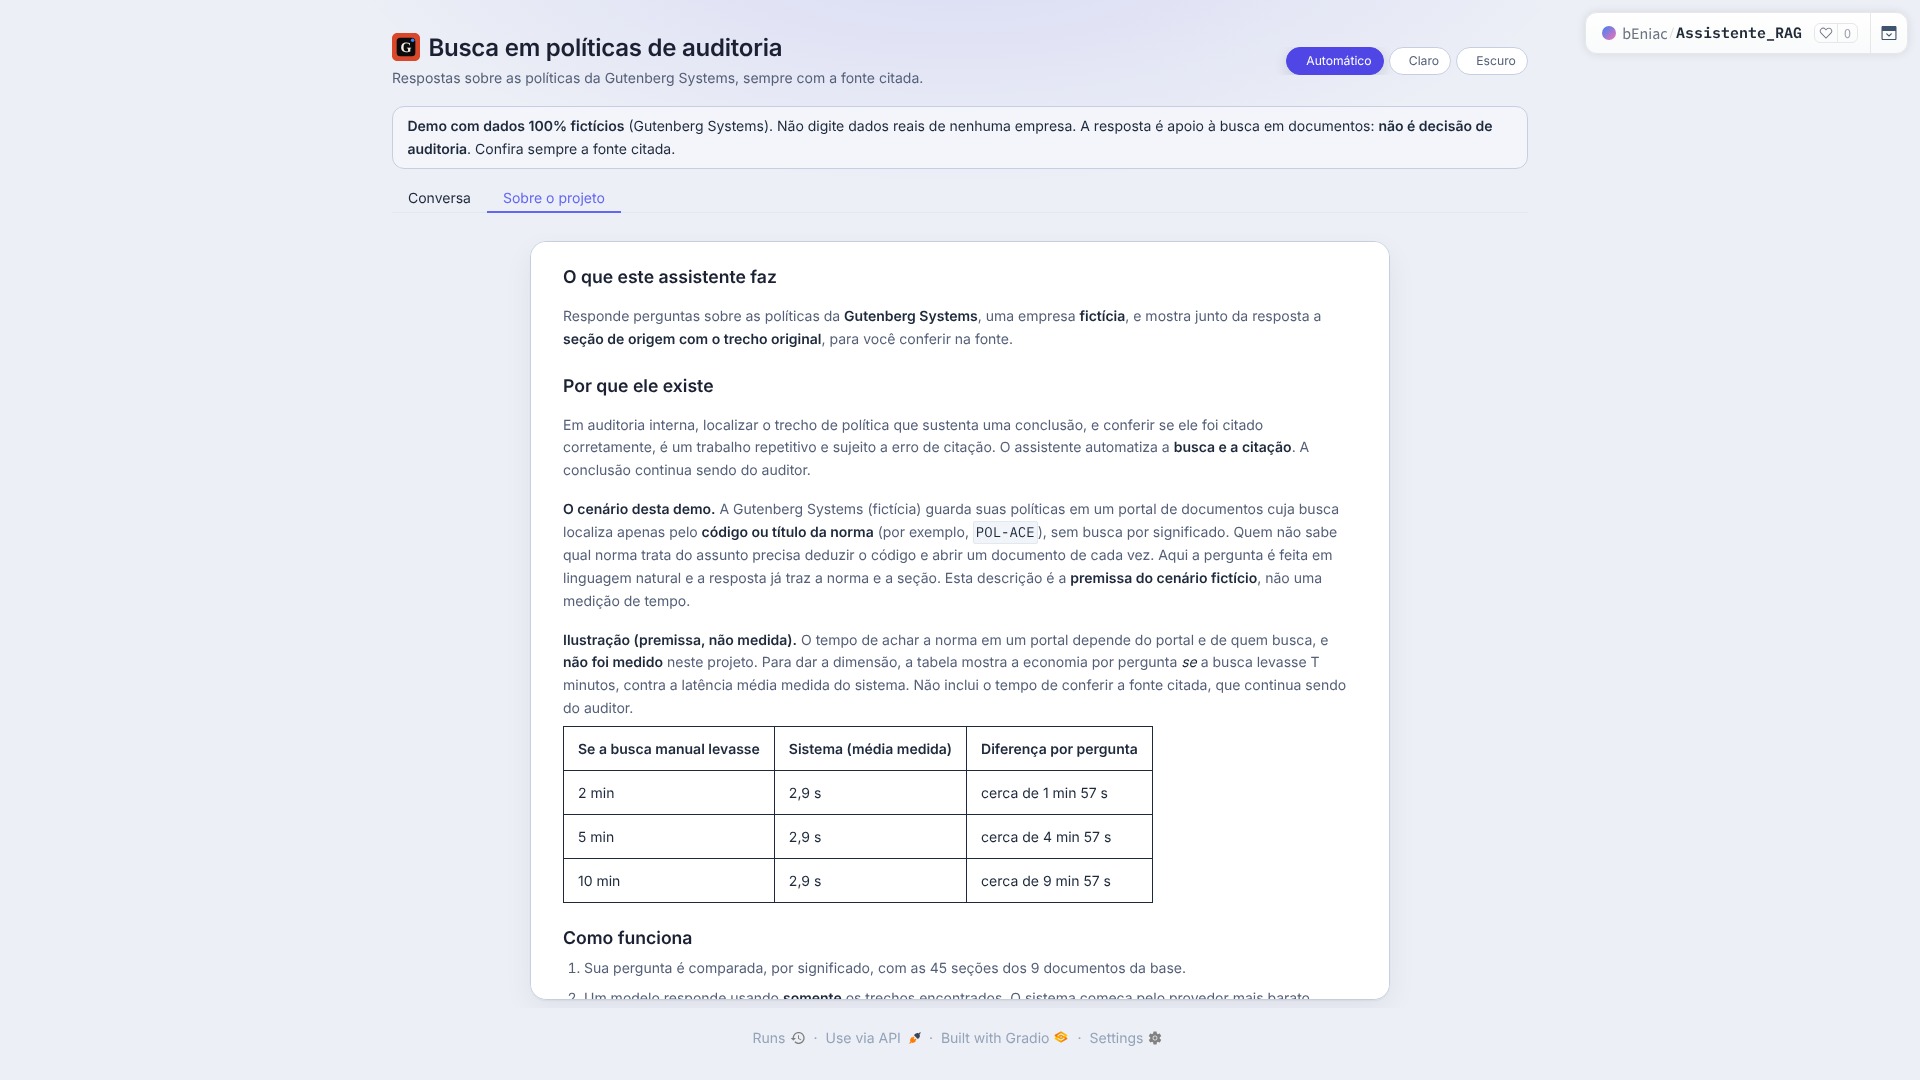 G Busca em políticas de auditoria
Respostas sobre as políticas da Gutenberg Systems, sempre com a fonte citada.
Automático
Claro
Escuro
bEniac/Assistente_RAG
0
Demo com dados 100% fictícios (Gutenberg Systems). Não digite dados reais de nenhuma empresa. A resposta é apoio à busca em documentos: não é decisão de
auditoria. Confira sempre a fonte citada.
Conversa
Sobre o projeto
O que este assistente faz
Responde perguntas sobre as políticas da Gutenberg Systems, uma empresa fictícia, e mostra junto da resposta a
seção de origem com o trecho original, para você conferir na fonte.
Por que ele existe
Em auditoria interna, localizar o trecho de política que sustenta uma conclusão, e conferir se ele foi citado
corretamente, é um trabalho repetitivo e sujeito a erro de citação. O assistente automatiza a busca e a citação. A
conclusão continua sendo do auditor.
O cenário desta demo. A Gutenberg Systems (fictícia) guarda suas políticas em um portal de documentos cuja busca
localiza apenas pelo código ou título da norma (por exemplo, POL-ACE), sem busca por significado. Quem não sabe
qual norma trata do assunto precisa deduzir o código e abrir um documento de cada vez. Aqui a pergunta é feita em
linguagem natural e a resposta já traz a norma e a seção. Esta descrição é a premissa do cenário fictício, não uma
medição de tempo.
Ilustração (premissa, não medida). O tempo de achar a norma em um portal depende do portal e de quem busca, e
não foi medido neste projeto. Para dar a dimensão, a tabela mostra a economia por pergunta se a busca levasse T
minutos, contra a latência média medida do sistema. Não inclui o tempo de conferir a fonte citada, que continua sendo
do auditor.
Se a busca manual levasse Sistema (média medida) Diferença por pergunta
2 min 2,9 s cerca de 1 min 57 s
5 min 2,9 s cerca de 4 min 57 s
10 min 2,9 s cerca de 9 min 57 s
Como funciona
1. Sua pergunta é comparada, por significado, com as 45 seções dos 9 documentos da base.
2. Um modelo responde usando somente os trechos encontrados. O sistema começa pelo provedor mais barato
Runs · Use via API · Built with Gradio · Settings